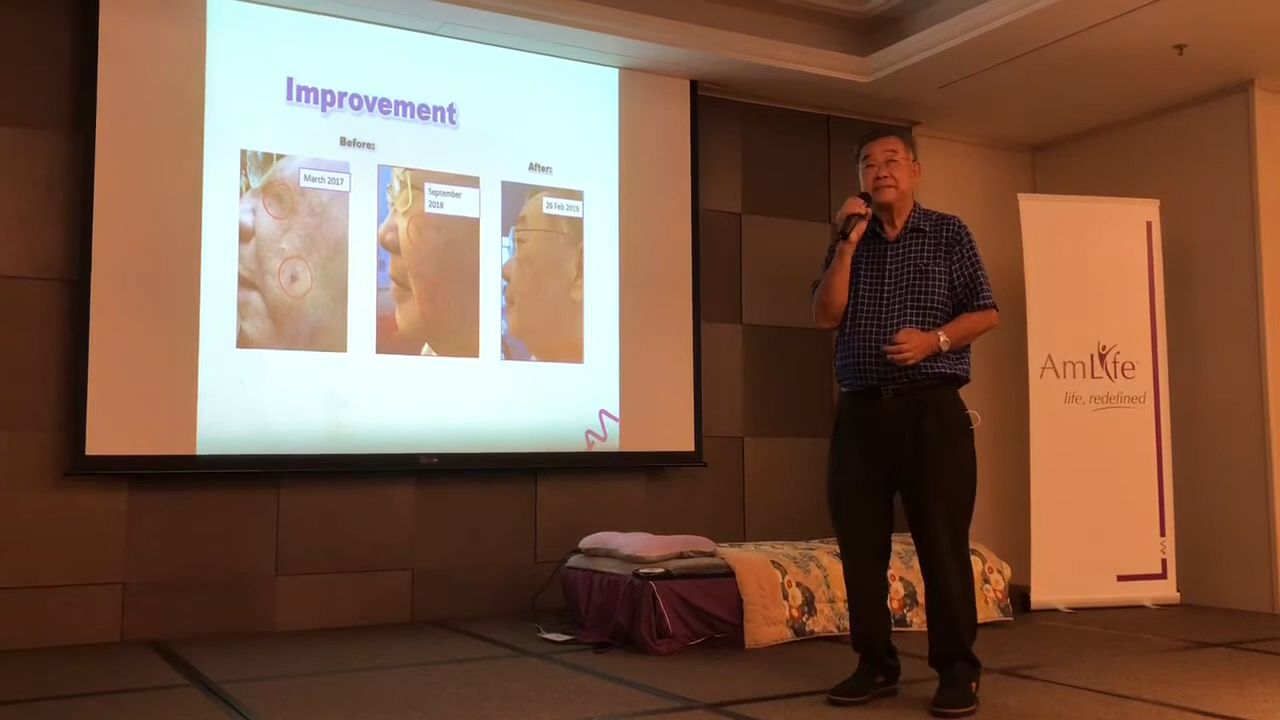 Improvement
Before:
After:
March 2017
September
2018
26 Feb 2019
AmLife
life, redefined